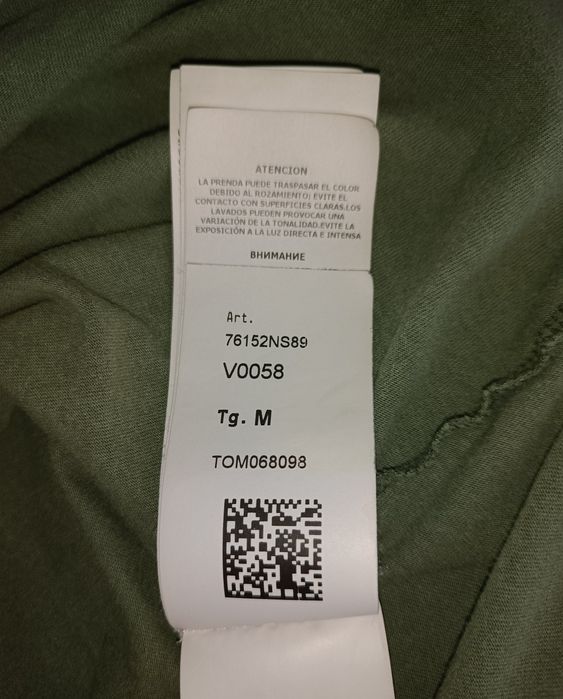 ATENCION
LA PRENDA PUEDE TRASPASAR EL COLOR
DEBIDO AL ROZAMIENTO; EVITE EL
CONTACTO CON SUPERFICIES CLARAS.LOS
LAVADOS PUEDEN PROVOCAR UNA
VARIACIÓN DE LA TONALIDAD.EVITE LA
EXPOSICIÓN A LA LUZ DIRECTA E INTENSA
ВНИМАНИЕ
Art.
76152NS89
V0058
Tg. M
TOM068098